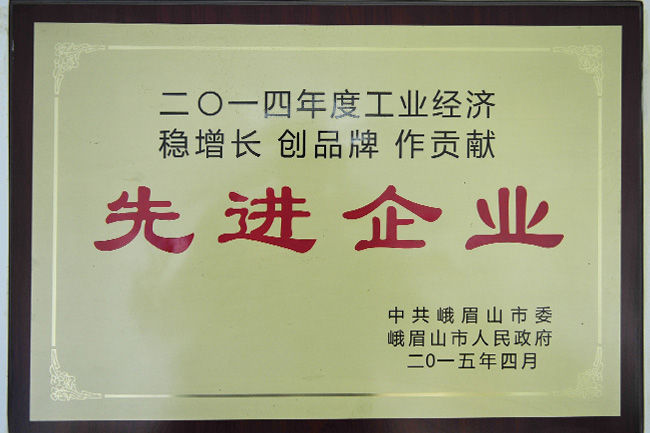 二〇一四年度工业经济
稳增长 创品牌 作贡献
先进企业
中共峨眉山市委
峨眉山市人民政府
二〇一五年四月